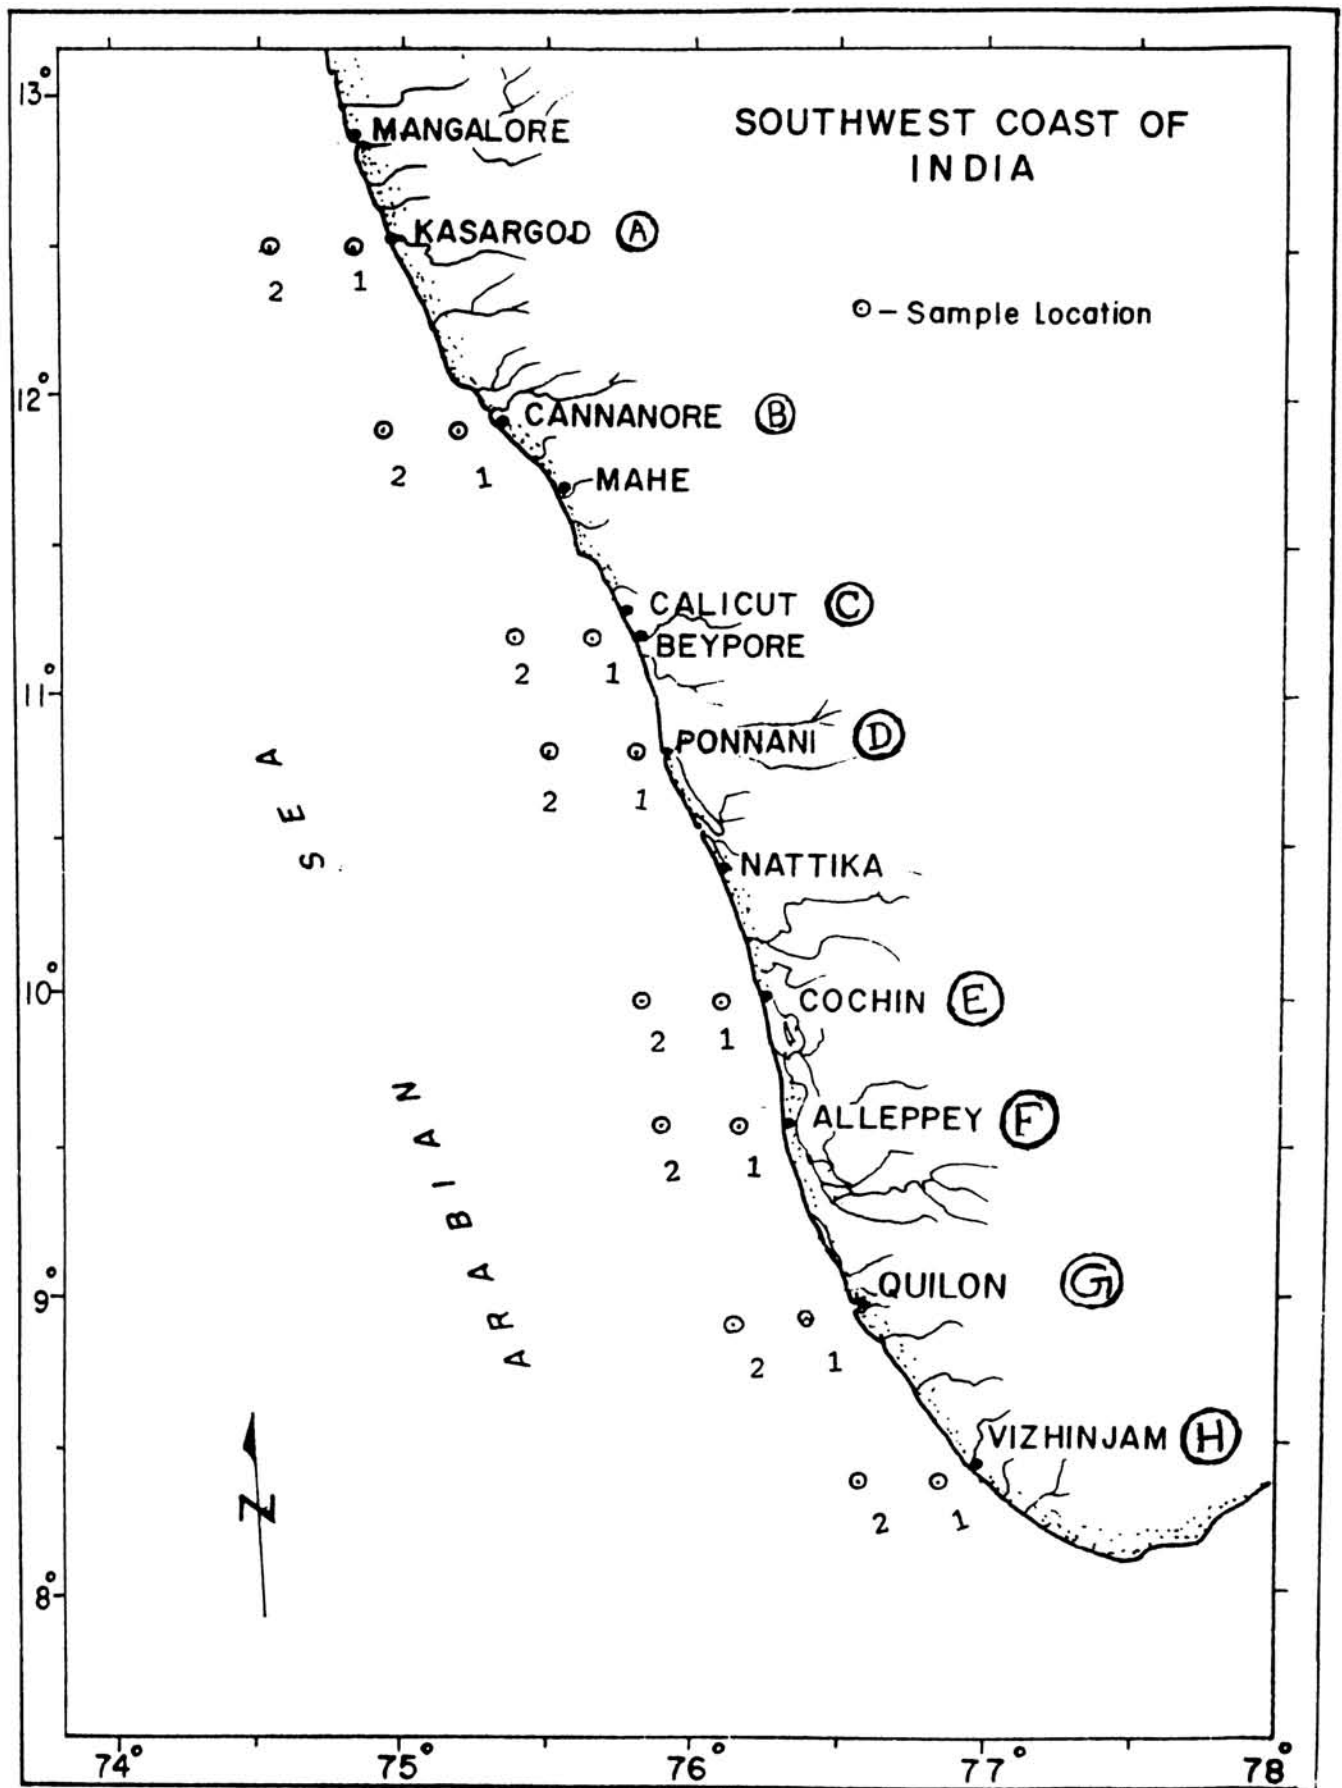 SOUTHWEST COAST OF
INDIA
⊙ – Sample Location
13°
12°
11°
10°
9°
8°
MANGALORE
KASARGOD Ⓐ
2 1
CANNANORE Ⓑ
2 1
MAHE
CALICUT Ⓒ
BEYPORE
2 1
PONNANI Ⓓ
2 1
NATTIKA
COCHIN Ⓔ
2 1
ALLEPPEY Ⓕ
2 1
QUILON Ⓖ
2 1
VIZHINJAM Ⓗ
2 1
ARABIAN SEA
N
74° 75° 76° 77° 78°